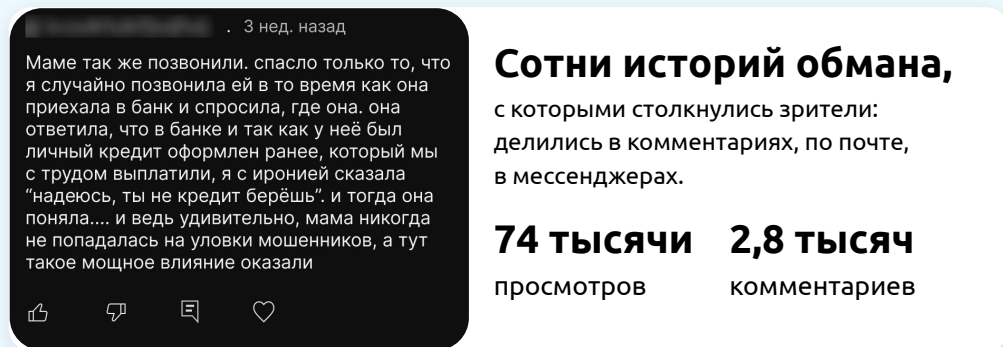 . 3 нед. назад
Маме так же позвонили. спасло только то, что
я случайно позвонила ей в то время как она
приехала в банк и спросила, где она. она
ответила, что в банке и так как у неё был
личный кредит оформлен ранее, который мы
с трудом выплатили, я с иронией сказала
“надеюсь, ты не кредит берёшь”. и тогда она
поняла.... и ведь удивительно, мама никогда
не попадалась на уловки мошенников, а тут
такое мощное влияние оказали
Сотни историй обмана,
с которыми столкнулись зрители:
делились в комментариях, по почте,
в мессенджерах.
74 тысячи 2,8 тысяч
просмотров комментариев